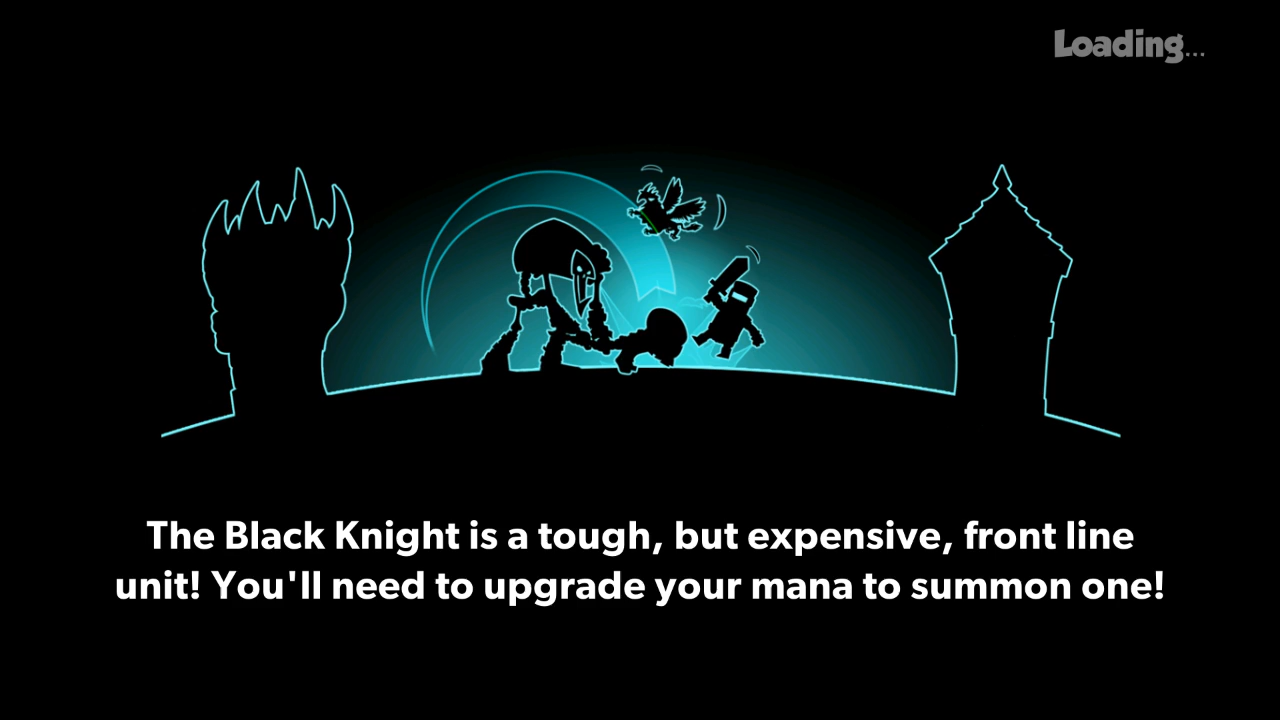 Loading...
The Black Knight is a tough, but expensive, front line
unit! You'll need to upgrade your mana to summon one!